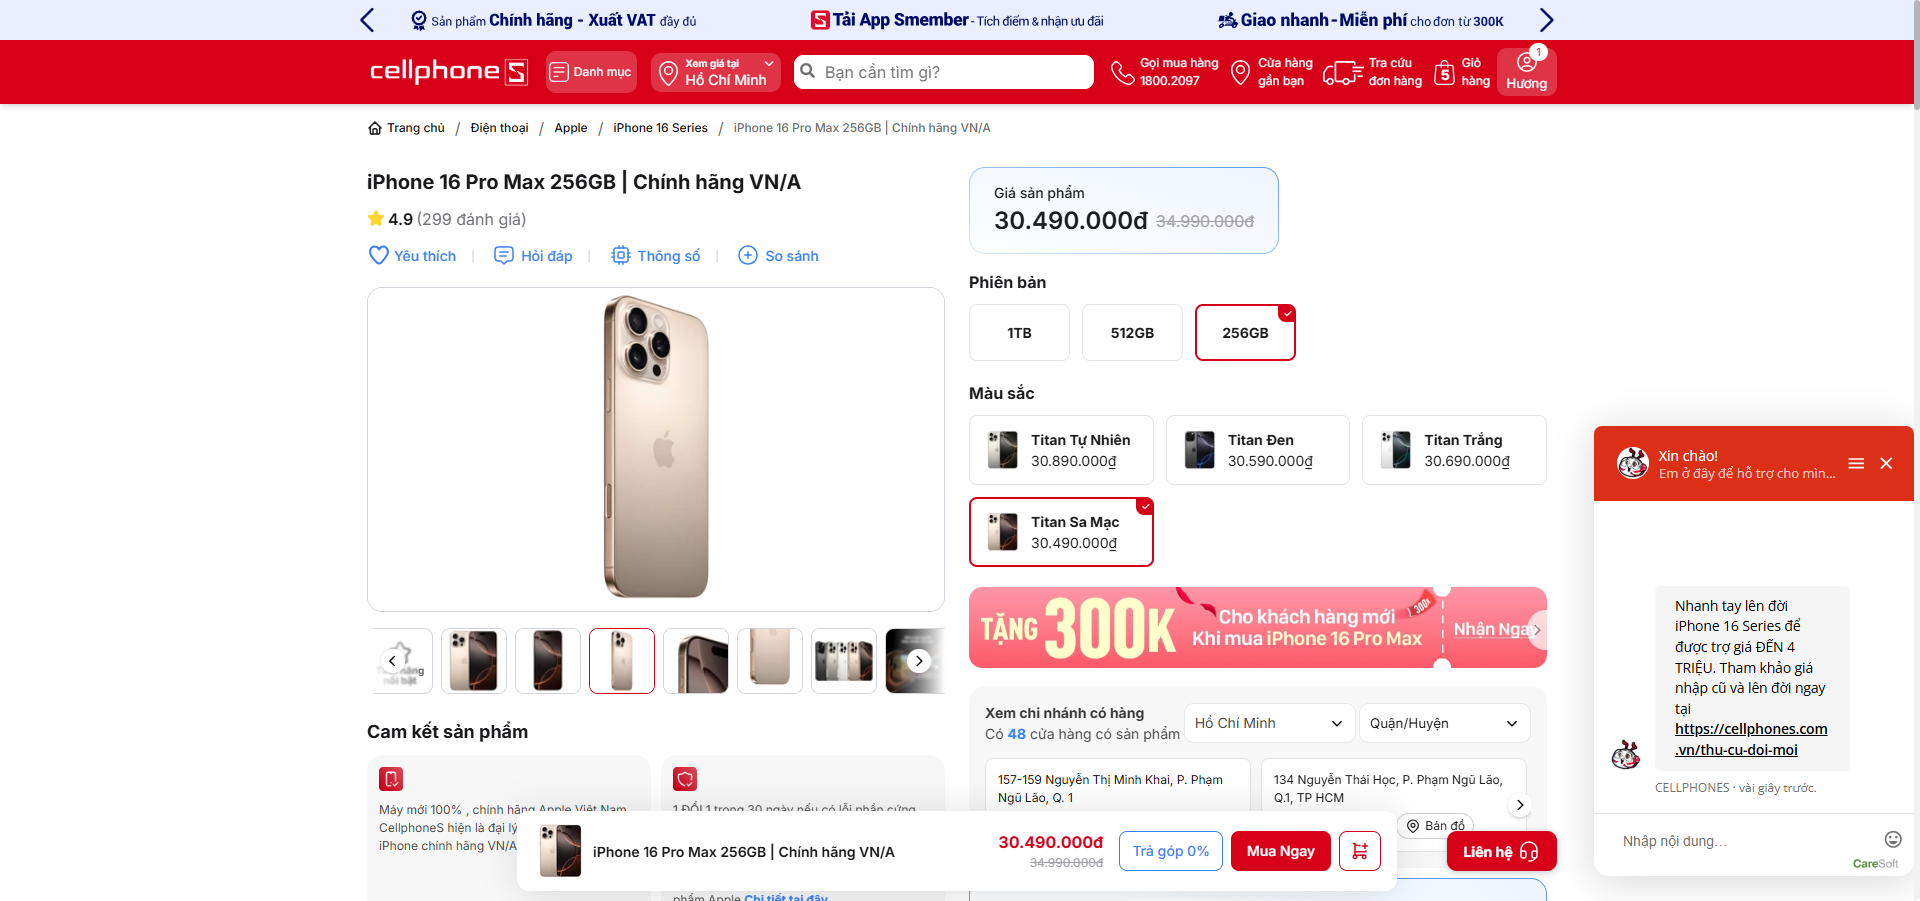 Sản phẩm Chính hãng - Xuất VAT đầy đủ
Tải App Smember - Tích điểm & nhận ưu đãi
Giao nhanh - Miễn phí cho đơn từ 300K
cellphoneS
Danh mục
Xem giá tại
Hồ Chí Minh
Bạn cần tìm gì?
Gọi mua hàng
1800.2097
Cửa hàng
gần bạn
Tra cứu
đơn hàng
5
Giỏ
hàng
1
Hương
Trang chủ / Điện thoại / Apple / iPhone 16 Series / iPhone 16 Pro Max 256GB | Chính hãng VN/A
iPhone 16 Pro Max 256GB | Chính hãng VN/A
4.9 (299 đánh giá)
Yêu thích | Hỏi đáp | Thông số | So sánh
Giá sản phẩm
30.490.000đ 34.990.000đ
Phiên bản
1TB
512GB
256GB
Màu sắc
Titan Tự Nhiên
30.890.000₫
Titan Đen
30.590.000₫
Titan Trắng
30.690.000₫
Titan Sa Mạc
30.490.000₫
TẶNG 300K
Cho khách hàng mới
Khi mua iPhone 16 Pro Max
300K
Nhận Ngay
nổi bật
Cam kết sản phẩm
Máy mới 100% , chính hãng Apple Việt Nam
CellphoneS hiện là đại lý
iPhone chính hãng VN/A
1 ĐỔI 1 trong 30 ngày nếu có lỗi phần cứng
phẩm Apple Chi tiết tại đây
Xem chi nhánh có hàng
Có 48 cửa hàng có sản phẩm
Hồ Chí Minh
Quận/Huyện
157-159 Nguyễn Thị Minh Khai, P. Phạm
Ngũ Lão, Q. 1
134 Nguyễn Thái Học, P. Phạm Ngũ Lão,
Q.1, TP HCM
Bản đồ
iPhone 16 Pro Max 256GB | Chính hãng VN/A
30.490.000đ
34.990.000đ
Trả góp 0%
Mua Ngay
Liên hệ
Xin chào!
Em ở đây để hỗ trợ cho mìn...
Nhanh tay lên đời
iPhone 16 Series để
được trợ giá ĐẾN 4
TRIỆU. Tham khảo giá
nhập cũ và lên đời ngay
tại
https://cellphones.com
.vn/thu-cu-doi-moi
CELLPHONES · vài giây trước.
Nhập nội dung...
CareSoft